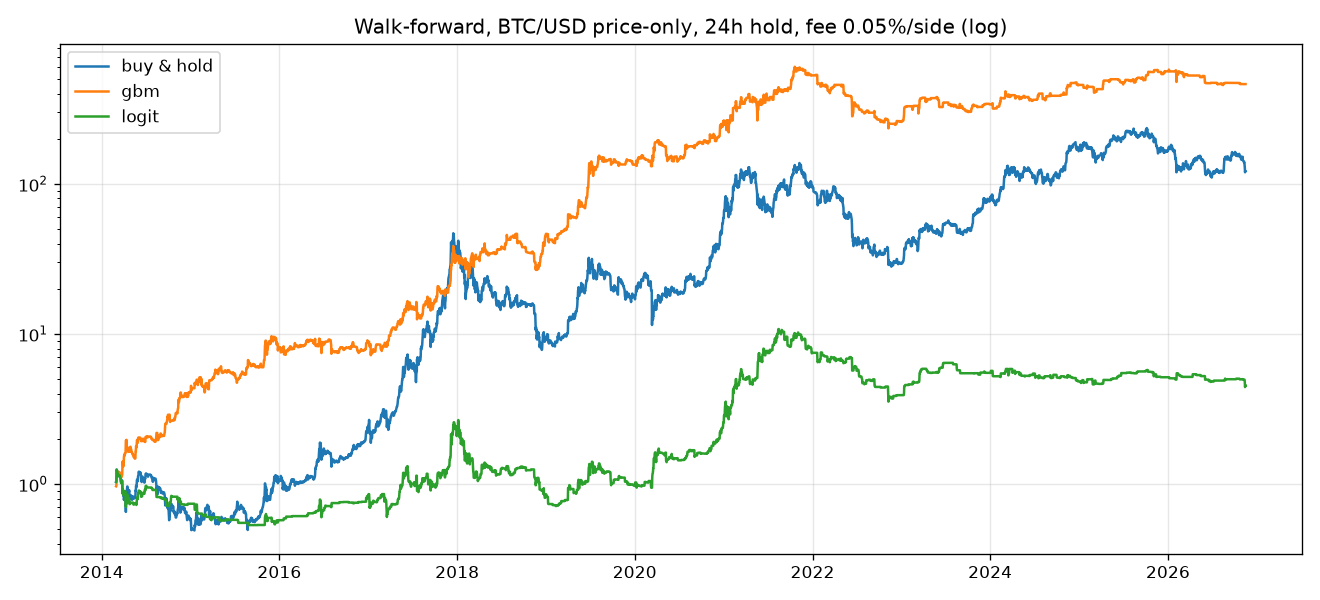 Walk-forward, BTC/USD price-only, 24h hold, fee 0.05%/side (log)
buy & hold
gbm
logit
10²
10¹
10⁰
2014 2016 2018 2020 2022 2024 2026